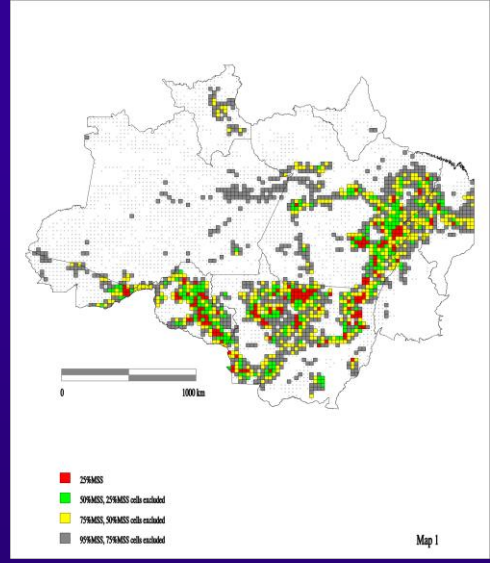 0 1000 km
25%MSS
50%MSS, 25%MSS cells excluded
75%MSS, 50%MSS cells excluded
95%MSS, 75%MSS cells excluded
Map 1